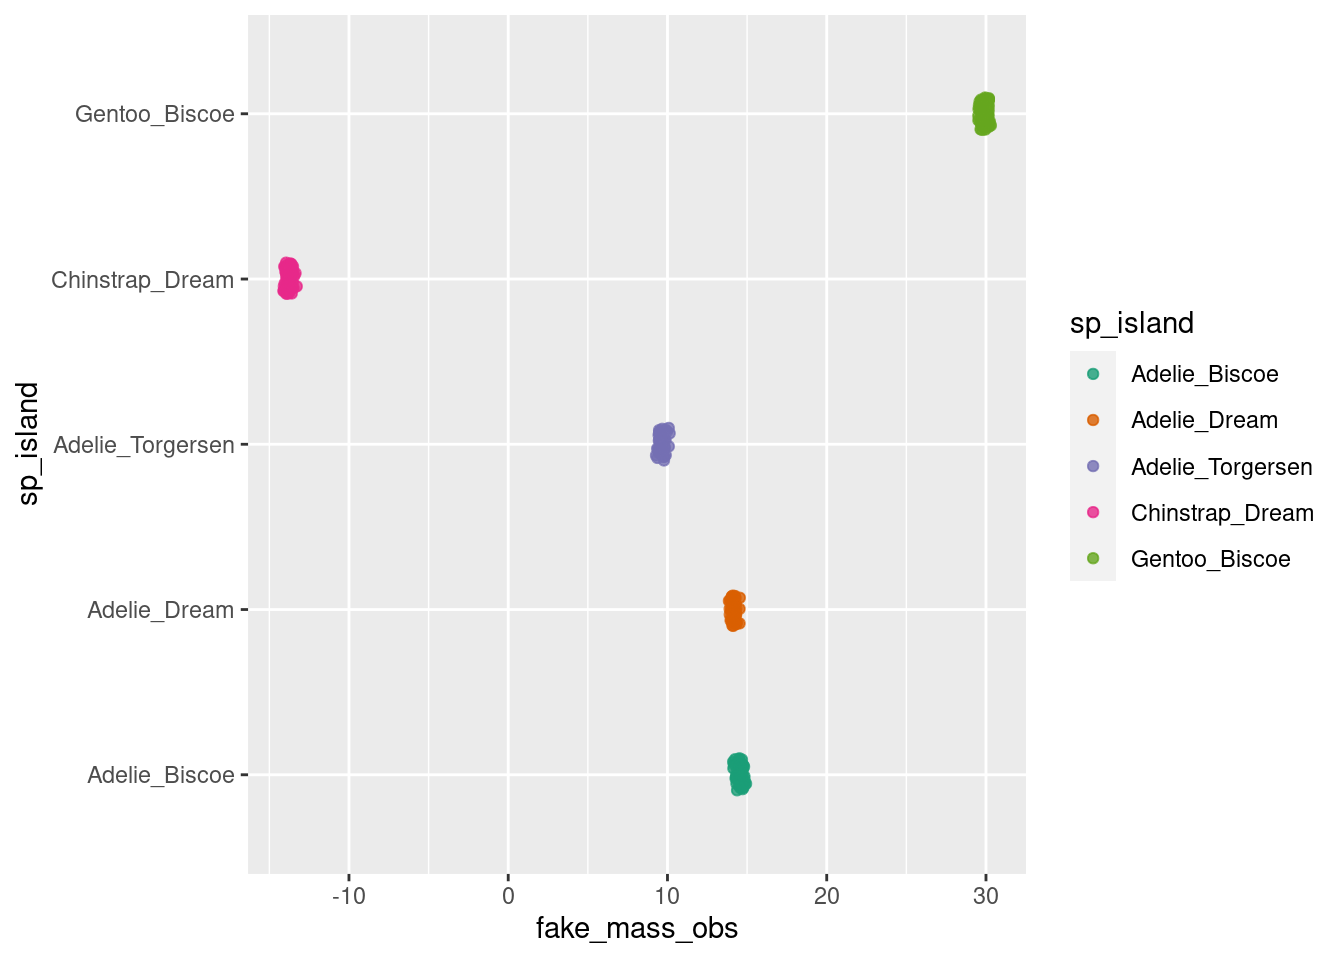 Gentoo_Biscoe
Chinstrap_Dream
Adelie_Torgersen
Adelie_Dream
Adelie_Biscoe
sp_island
-10 0 10 20 30
fake_mass_obs
sp_island
Adelie_Biscoe
Adelie_Dream
Adelie_Torgersen
Chinstrap_Dream
Gentoo_Biscoe